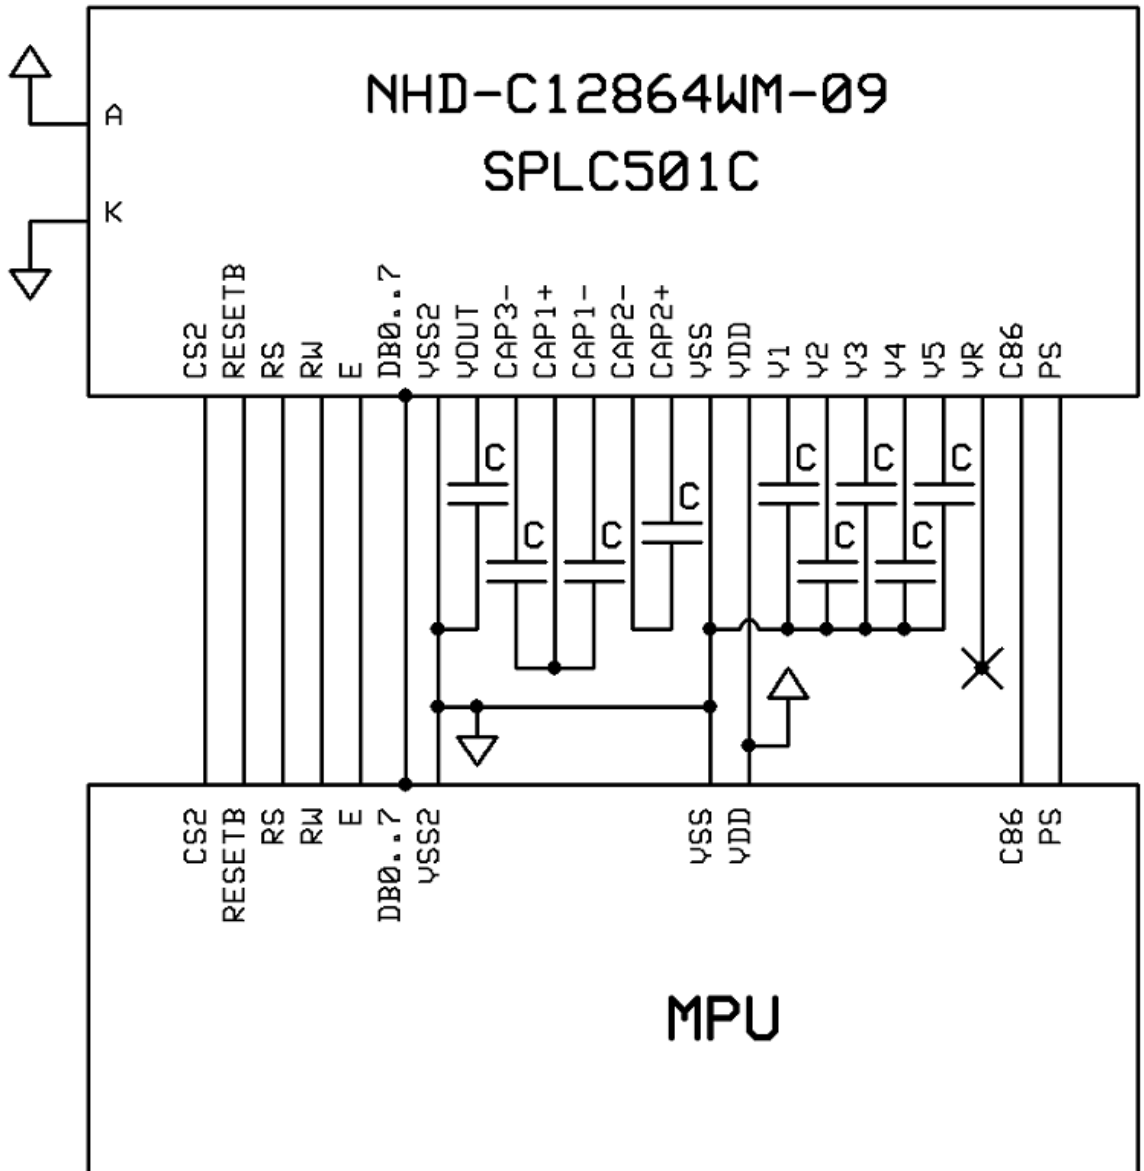 NHD-C12864WM-09
SPLC501C
A
K
CS2 RESETB RS RW E DB0..7 VSS2 VOUT CAP3- CAP1+ CAP1- CAP2- CAP2+ VSS VDD V1 V2 V3 V4 V5 VR C86 PS
C C C C
C
C C C C
CS2 RESETB RS RW E DB0..7 VSS2 VSS VDD C86 PS
MPU